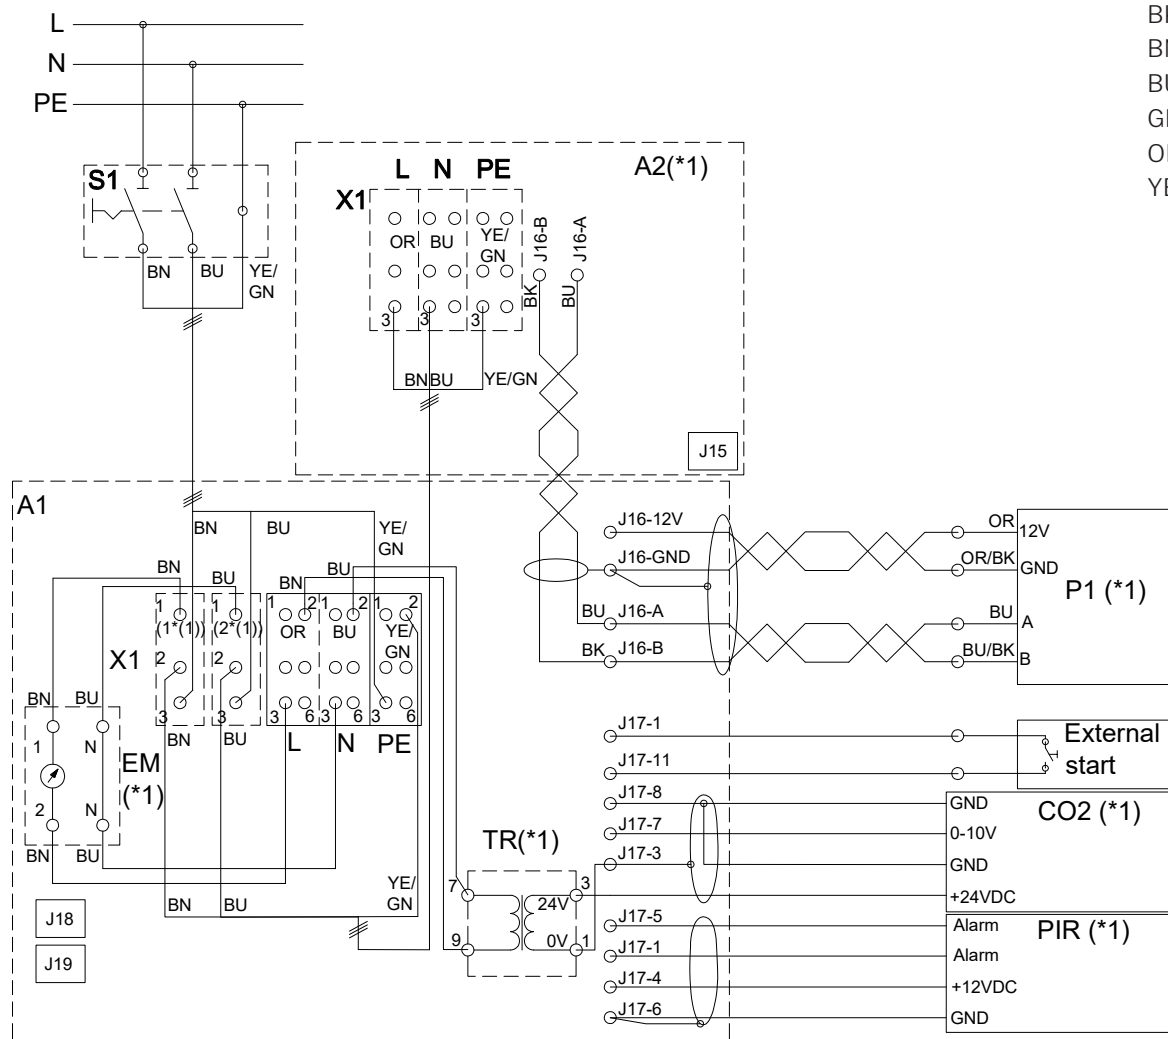 L
N
PE
S1
BN BU YE/
GN
L N PE
A2(*1)
X1
OR BU YE/
GN
J16-B
J16-A
3 3 3
BK
BU
BN BU YE/GN
J15
A1
BN BU YE/
GN
BN BU BN BU
1 1 1 2 1 2 1 2
(1*(1)) (2*(1)) OR BU YE/
GN
X1
2 2
3 3 3 6 3 6 3 6
BN BU L N PE
BN BU
1 N
EM
(*1)
2 N
BN BU
BN BU YE/
GN
J18
J19
TR(*1)
7 3
24V
9 0V 1
J16-12V
J16-GND
BU J16-A
BK J16-B
OR 12V
OR/BK GND
P1 (*1)
BU A
BU/BK B
J17-1
J17-11
External
start
J17-8 GND
CO2 (*1)
J17-7 0-10V
J17-3 GND
+24VDC
J17-5 Alarm
PIR (*1)
J17-1 Alarm
J17-4 +12VDC
J17-6 GND